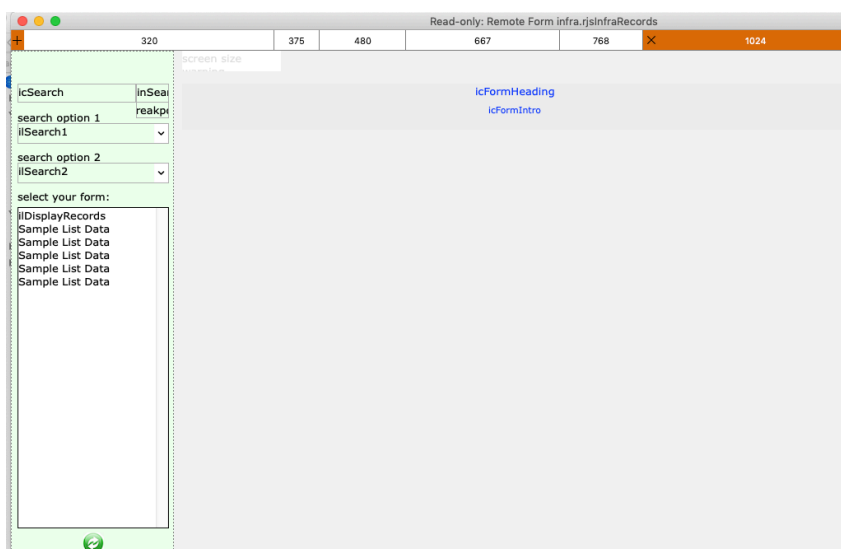 Read-only: Remote Form infra.rjsInfraRecords
320 375 480 667 768 1024
screen size
icSearch inSear
reakp
search option 1
ilSearch1
search option 2
ilSearch2
select your form:
ilDisplayRecords
Sample List Data
Sample List Data
Sample List Data
Sample List Data
Sample List Data
icFormHeading
icFormIntro